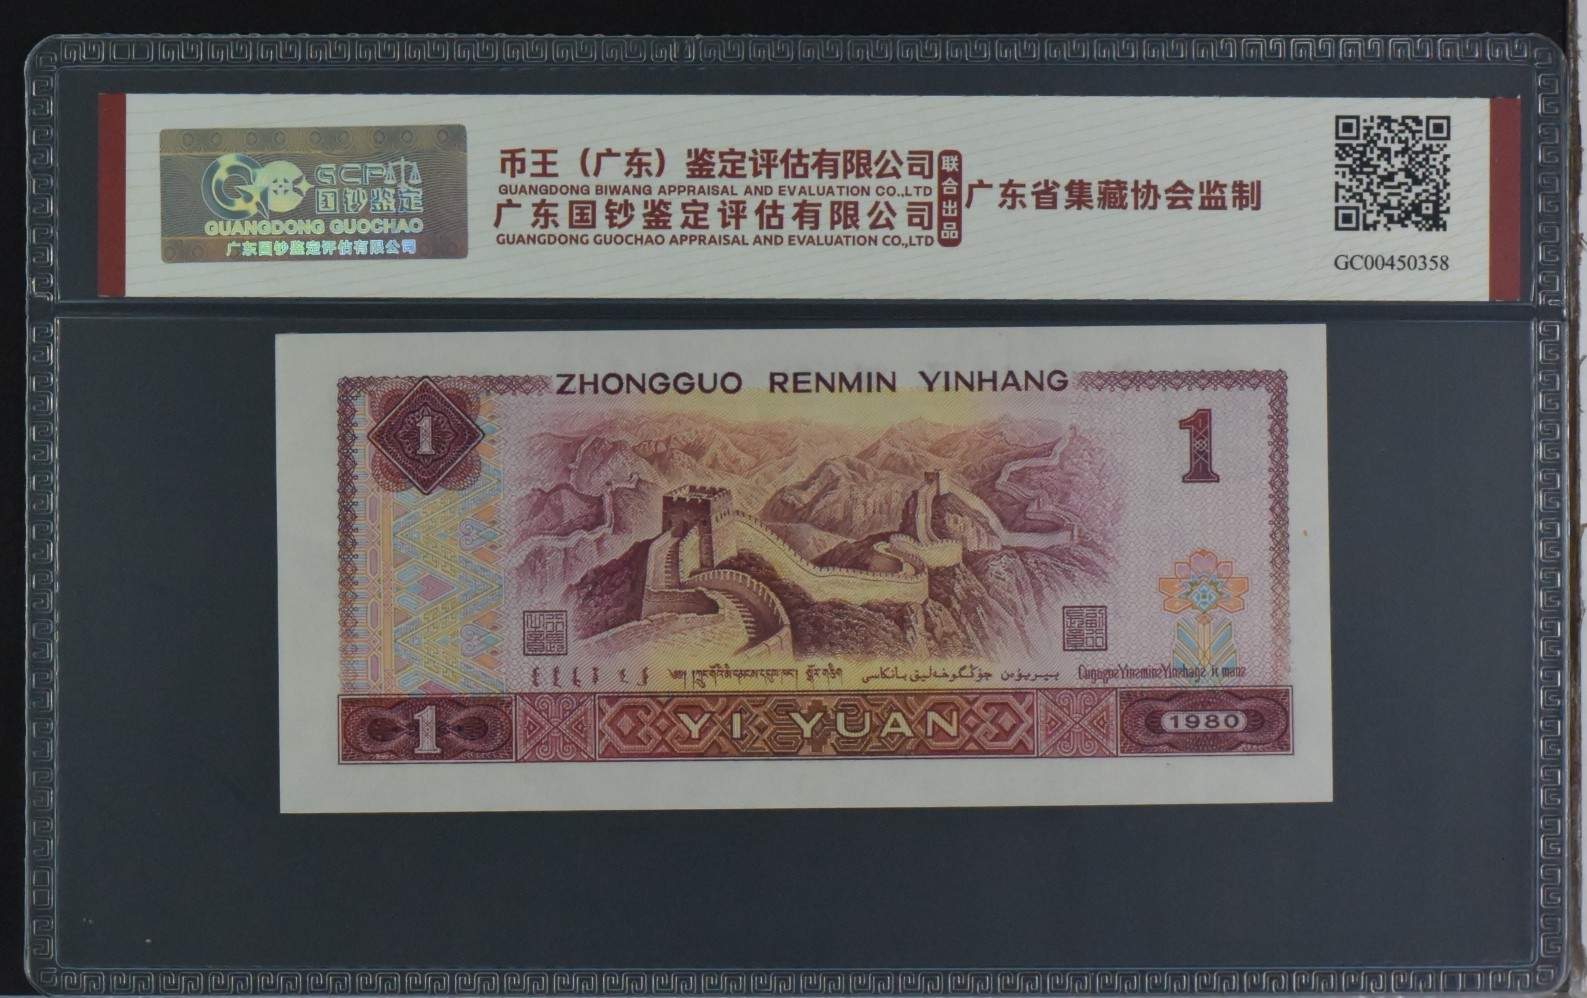 GCPA
国钞鉴定
GUANGDONG GUOCHAO
广东国钞鉴定评估有限公司
币王（广东）鉴定评估有限公司
GUANGDONG BIWANG APPRAISAL AND EVALUATION CO.,LTD
广东国钞鉴定评估有限公司
GUANGDONG GUOCHAO APPRAISAL AND EVALUATION CO.,LTD
联合出品
广东省集藏协会监制
GC00450358
ZHONGGUO RENMIN YINHANG
1
1
1
YI YUAN
1980